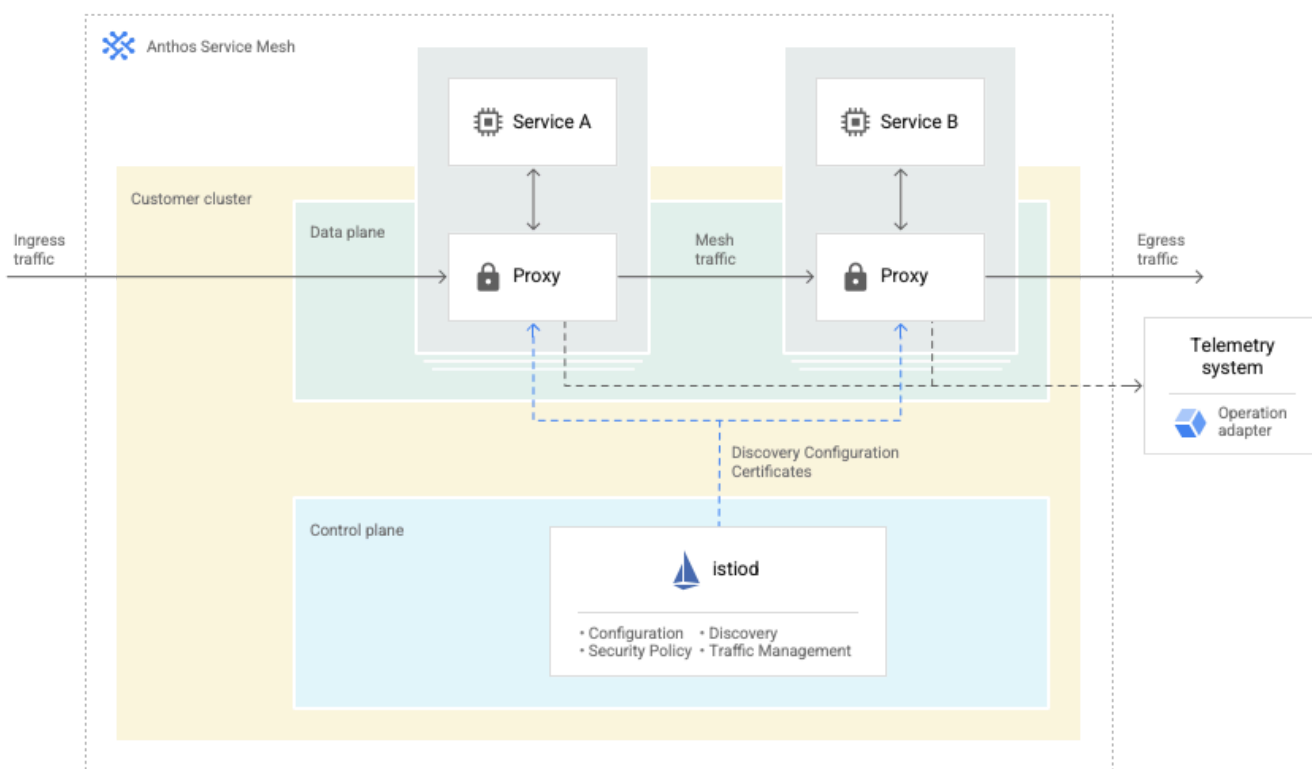 Anthos Service Mesh
Service A
Service B
Customer cluster
Data plane
Ingress
traffic
Mesh
traffic
Egress
traffic
Proxy
Proxy
Telemetry
system
Operation
adapter
Discovery Configuration
Certificates
Control plane
istiod
• Configuration • Discovery
• Security Policy • Traffic Management